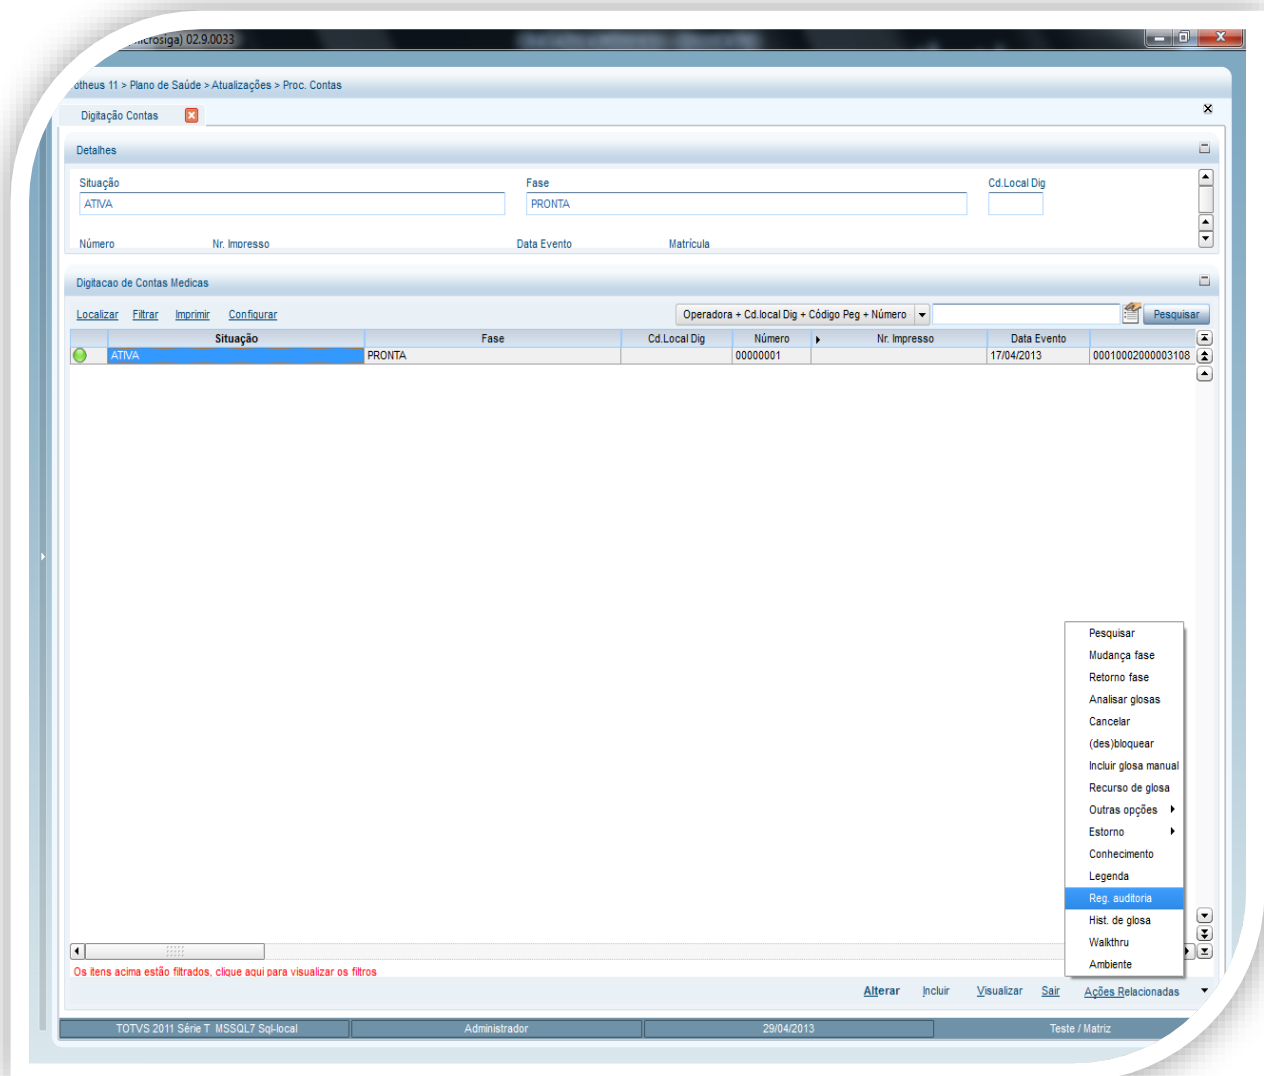 crosiga) 02.9.0033
otheus 11 > Plano de Saúde > Atualizações > Proc. Contas
Digitação Contas
Detalhes
Situação Fase Cd.Local Dig
ATIVA PRONTA
Número Nr. Impresso Data Evento Matrícula
Digitacao de Contas Medicas
Localizar Filtrar Imprimir Configurar Operadora + Cd.local Dig + Código Peg + Número Pesquisar
Situação Fase Cd.Local Dig Número Nr. Impresso Data Evento
ATIVA PRONTA 00000001 17/04/2013 00010002000003108
Pesquisar
Mudança fase
Retorno fase
Analisar glosas
Cancelar
(des)bloquear
Incluir glosa manual
Recurso de glosa
Outras opções
Estorno
Conhecimento
Legenda
Reg. auditoria
Hist. de glosa
Walkthru
Ambiente
Os itens acima estão filtrados, clique aqui para visualizar os filtros
Alterar Incluir Visualizar Sair Ações Relacionadas
TOTVS 2011 Série T MSSQL7 Sql-local Administrador 29/04/2013 Teste / Matriz